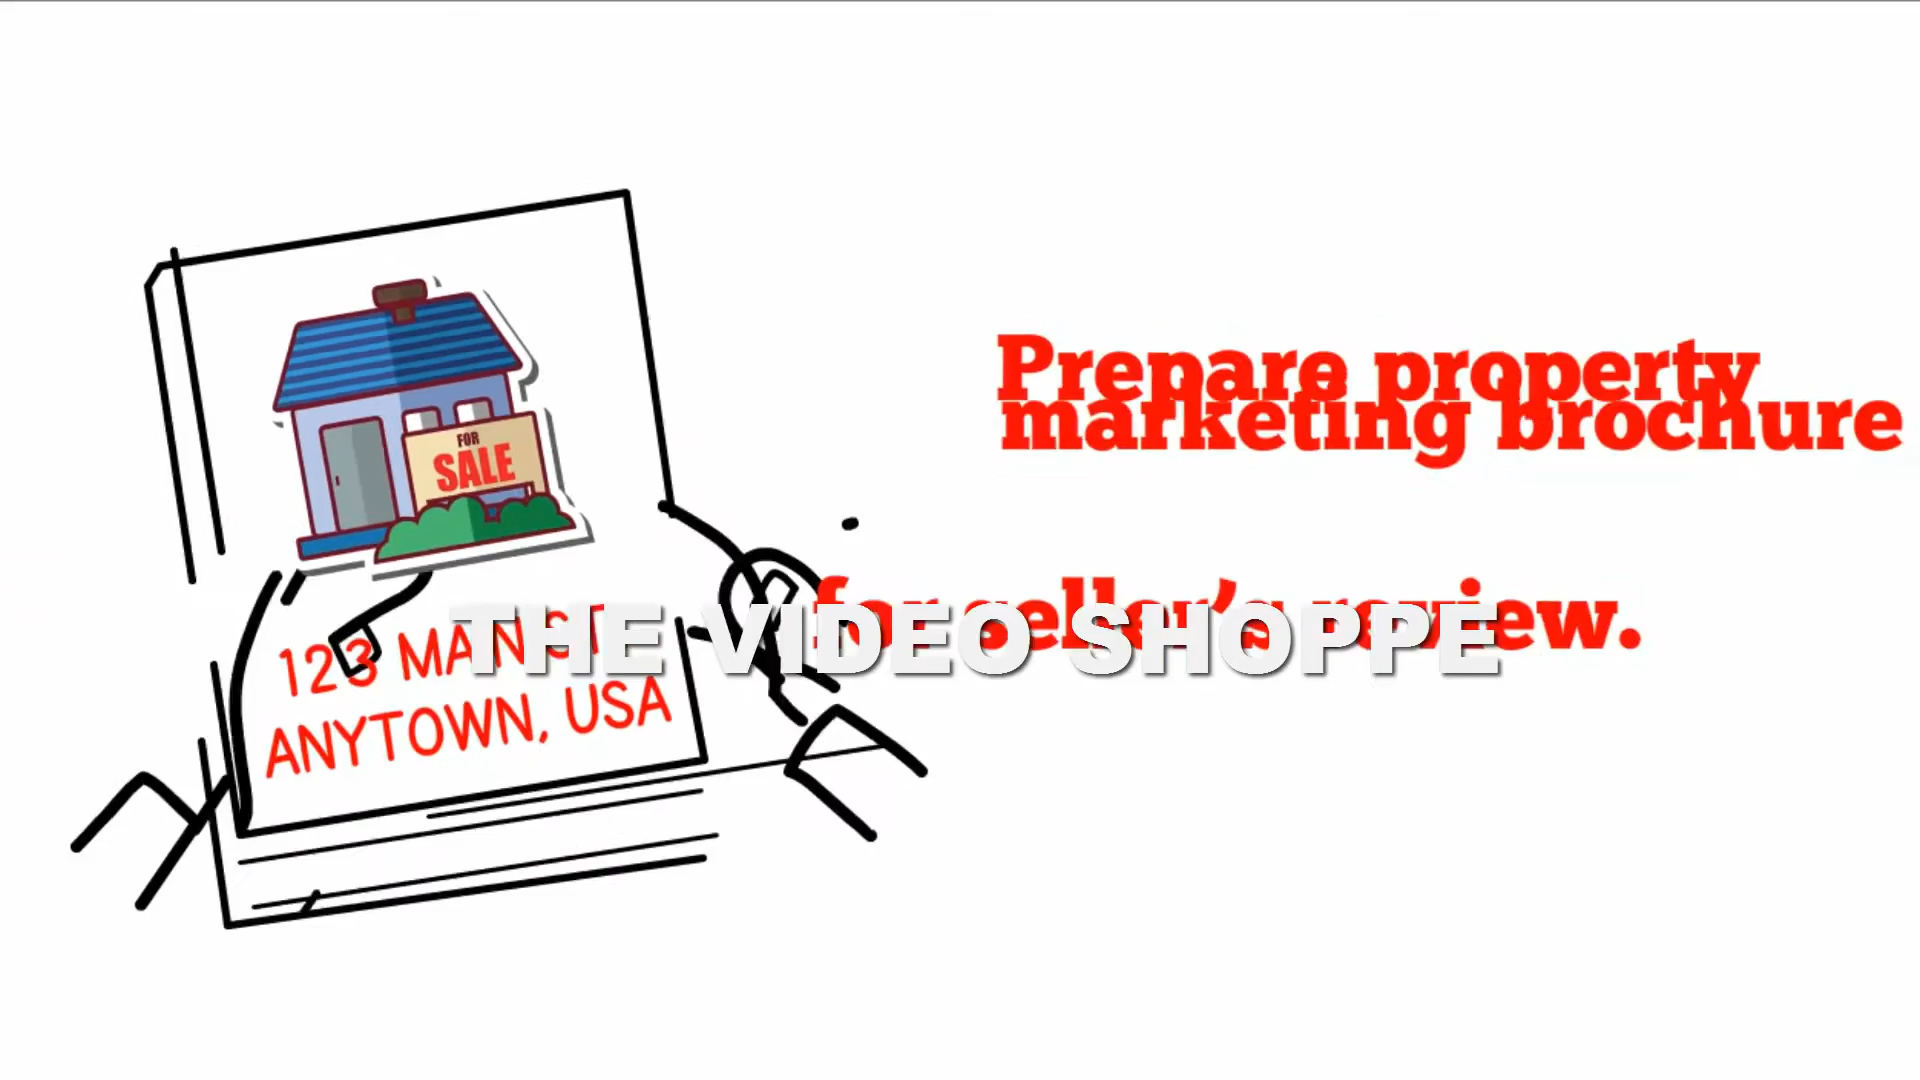 FOR
SALE
123 MAIN ST
ANYTOWN, USA
Prepare property
marketing brochure
for seller's review.
THE VIDEO SHOPPE